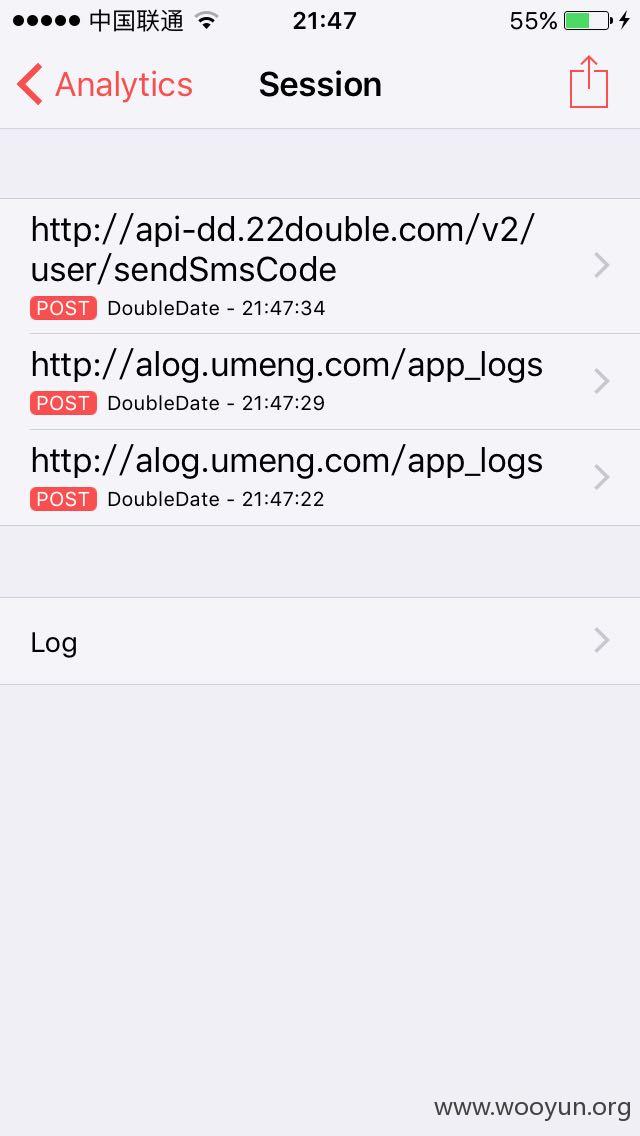 中国联通 21:47 55%
Analytics Session
http://api-dd.22double.com/v2/
user/sendSmsCode
POST DoubleDate - 21:47:34
http://alog.umeng.com/app_logs
POST DoubleDate - 21:47:29
http://alog.umeng.com/app_logs
POST DoubleDate - 21:47:22
Log
www.wooyun.org